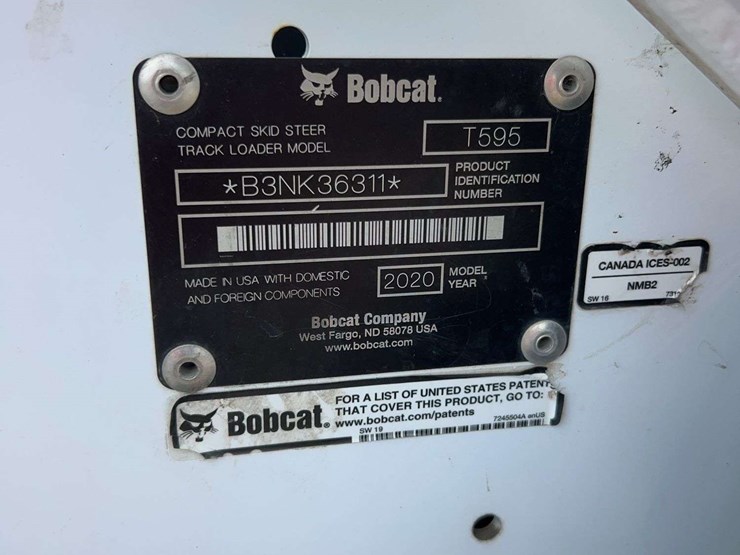 Bobcat.
COMPACT SKID STEER
TRACK LOADER MODEL
T595
*B3NK36311*
PRODUCT
IDENTIFICATION
NUMBER
MADE IN USA WITH DOMESTIC
AND FOREIGN COMPONENTS
2020
MODEL
YEAR
Bobcat Company
West Fargo, ND 58078 USA
www.bobcat.com
CANADA ICES-002
NMB2
SW 16
Bobcat.
FOR A LIST OF UNITED STATES PATENT
THAT COVER THIS PRODUCT, GO TO:
www.bobcat.com/patents
7245504A enUS
SW 19